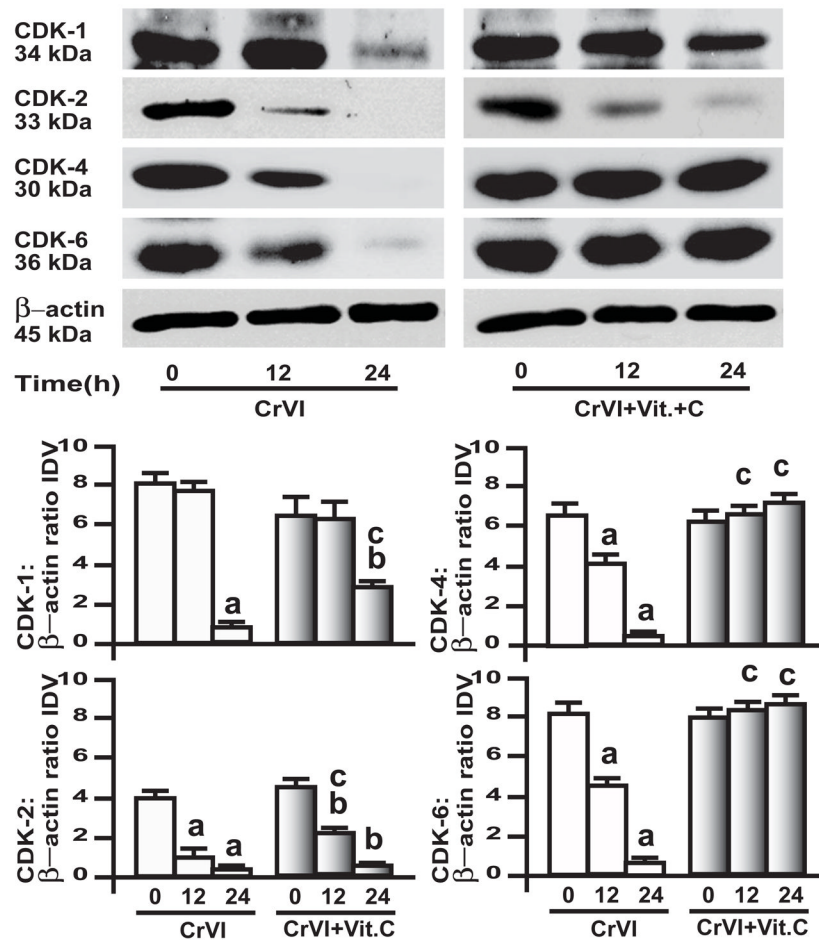 CDK-1
34 kDa
CDK-2
33 kDa
CDK-4
30 kDa
CDK-6
36 kDa
β–actin
45 kDa
Time(h)
0 12 24
CrVI
0 12 24
CrVI+Vit.+C
CDK-1:
β–actin ratio IDV
10
8
6
4
2
0
a
c
b
CDK-4:
β–actin ratio IDV
10
8
6
4
2
0
a
a
c
c
CDK-2:
β–actin ratio IDV
10
8
6
4
2
0
a
a
c
b
b
0 12 24
CrVI
0 12 24
CrVI+Vit.C
CDK-6:
β–actin ratio IDV
10
8
6
4
2
0
a
a
c
c
0 12 24
CrVI
0 12 24
CrVI+Vit.C